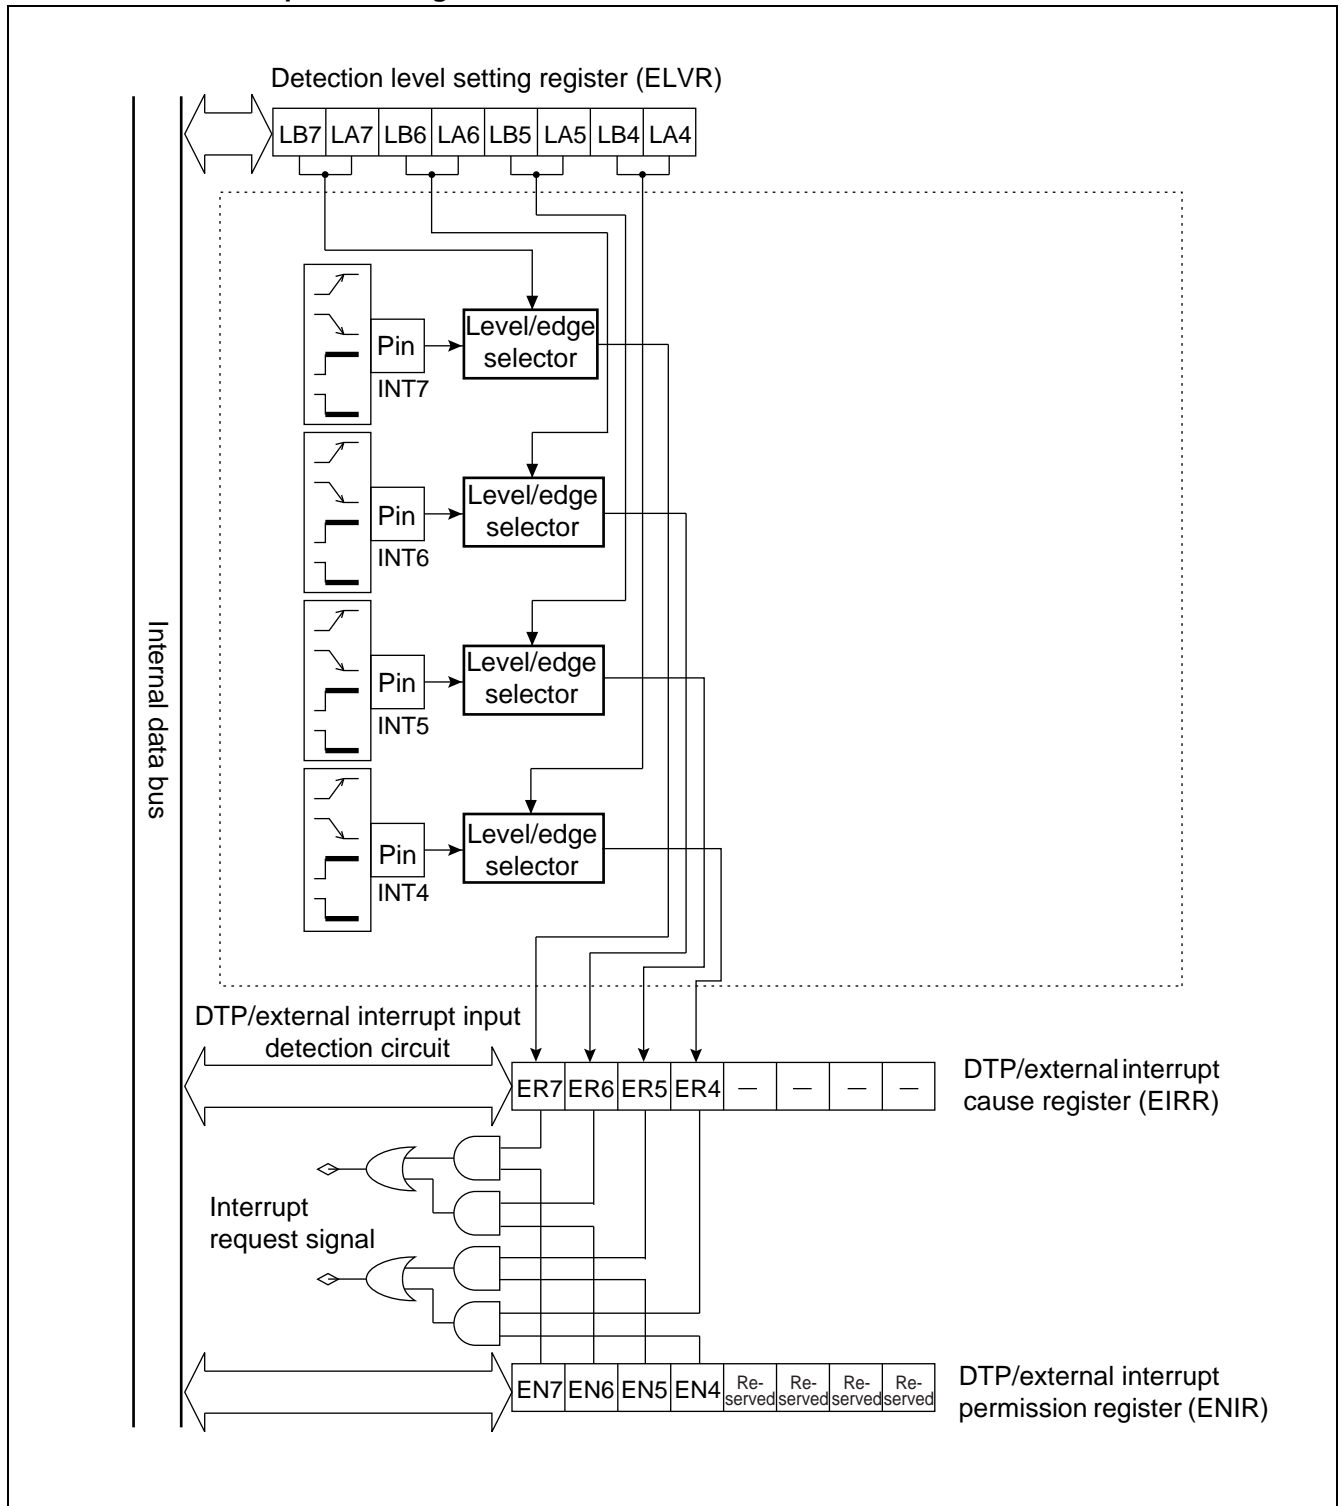 Detection level setting register (ELVR)
LB7 LA7 LB6 LA6 LB5 LA5 LB4 LA4
Level/edge
selector
Pin
INT7
Level/edge
selector
Pin
INT6
Level/edge
selector
Pin
INT5
Level/edge
selector
Pin
INT4
Internal data bus
DTP/external interrupt input
detection circuit
ER7 ER6 ER5 ER4 — — — —
DTP/external interrupt
cause register (EIRR)
Interrupt
request signal
EN7 EN6 EN5 EN4 Re-served Re-served Re-served Re-served
DTP/external interrupt
permission register (ENIR)